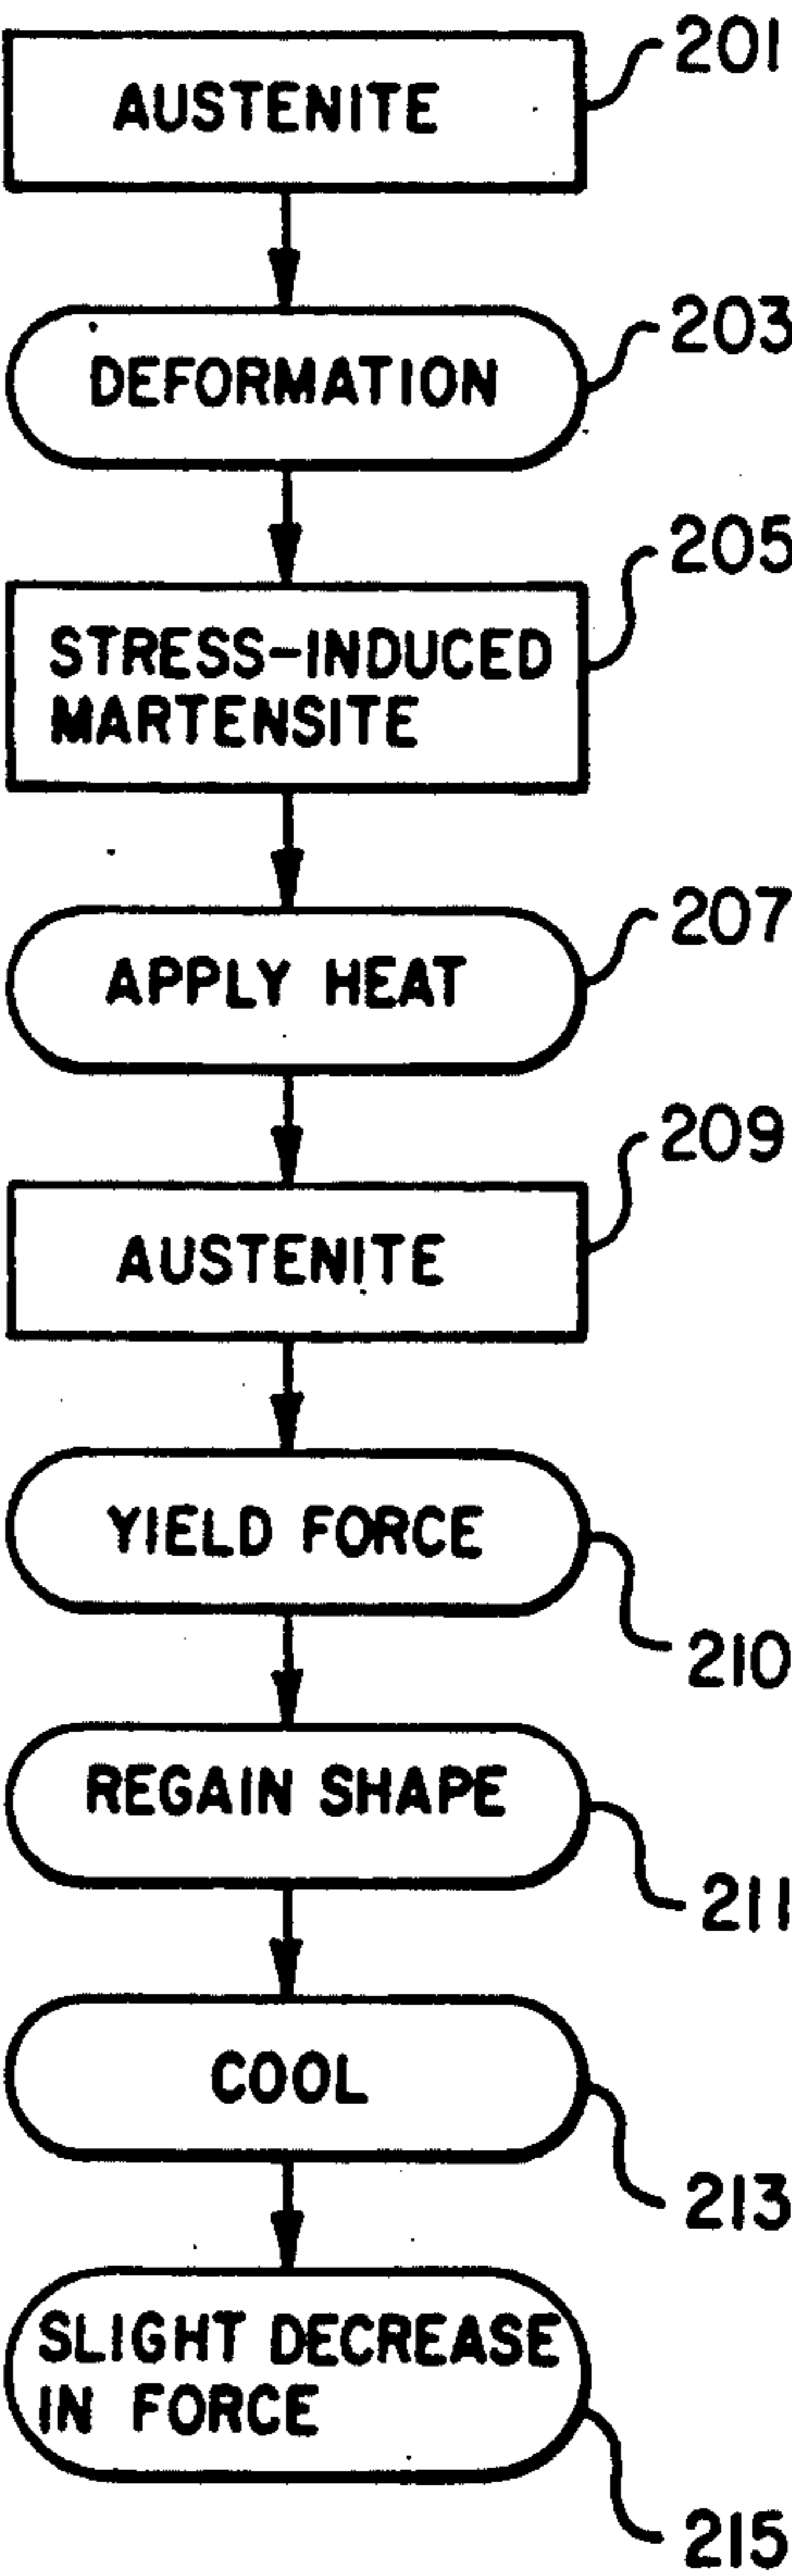 AUSTENITE
201
DEFORMATION
203
STRESS-INDUCED
MARTENSITE
205
APPLY HEAT
207
AUSTENITE
209
YIELD FORCE
210
REGAIN SHAPE
211
COOL
213
SLIGHT DECREASE
IN FORCE
215